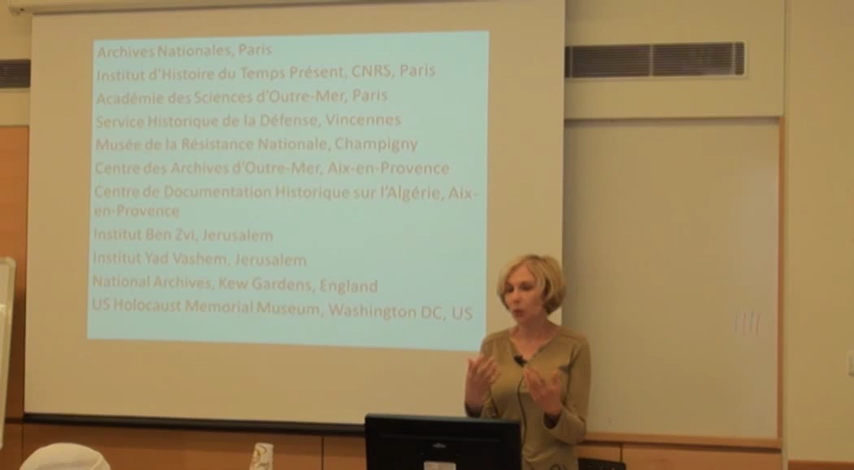 Archives Nationales, Paris
Institut d'Histoire du Temps Présent, CNRS, Paris
Académie des Sciences d'Outre-Mer, Paris
Service Historique de la Défense, Vincennes
Musée de la Résistance Nationale, Champigny
Centre des Archives d'Outre-Mer, Aix-en-Provence
Centre de Documentation Historique sur l'Algérie, Aix-
en-Provence
Institut Ben Zvi, Jerusalem
Institut Yad Vashem, Jerusalem
National Archives, Kew Gardens, England
US Holocaust Memorial Museum, Washington DC, US